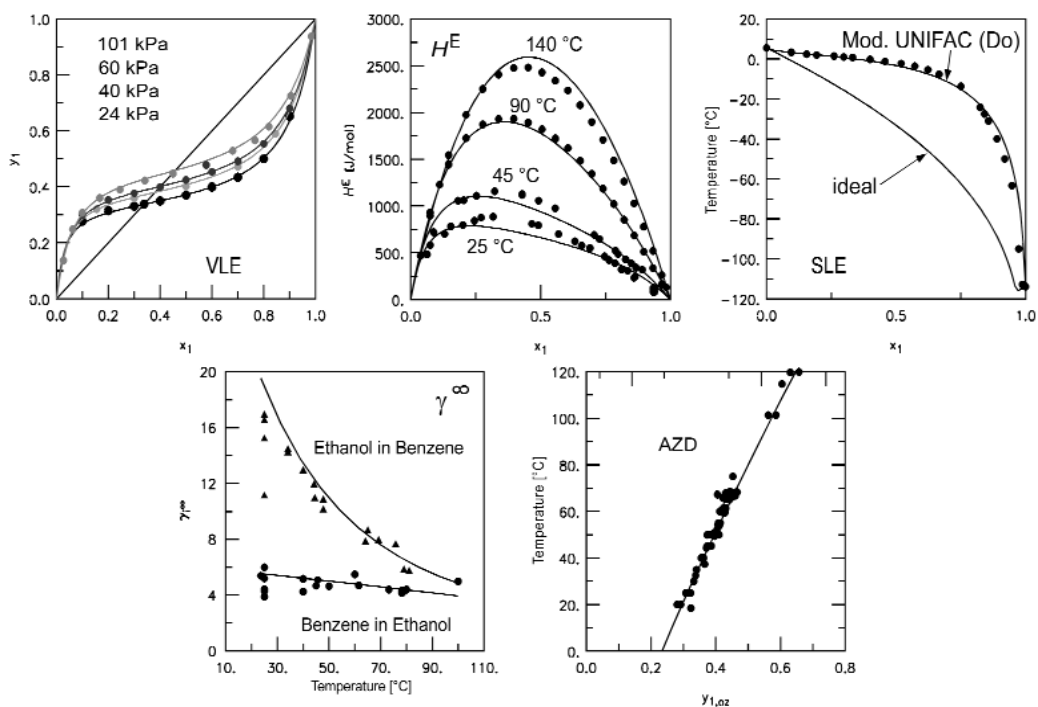 1.0
0.8
0.6
0.4
0.2
0.0
y1
101 kPa
60 kPa
40 kPa
24 kPa
VLE
0.0 0.2 0.4 0.6 0.8 1.0
x1
3000.
2500
2000
1500
1000
500
0.
H^E [J/mol]
H^E
140 °C
90 °C
45 °C
25 °C
0. 0.5 1.0
x1
20.
0.
-20.
-40.
-60.
-80.
-100.
-120.
Temperature [°C]
Mod. UNIFAC (Do)
ideal
SLE
0.0 0.5 1.0
x1
20
16
12
8
4
0
γi∞
γ∞
Ethanol in Benzene
Benzene in Ethanol
10. 30. 50. 70. 90. 110.
Temperature [°C]
120.
100.
80.
60.
40.
20.
0.
Temperature [°C]
AZD
0.0 0.2 0.4 0.6 0.8
y1,az